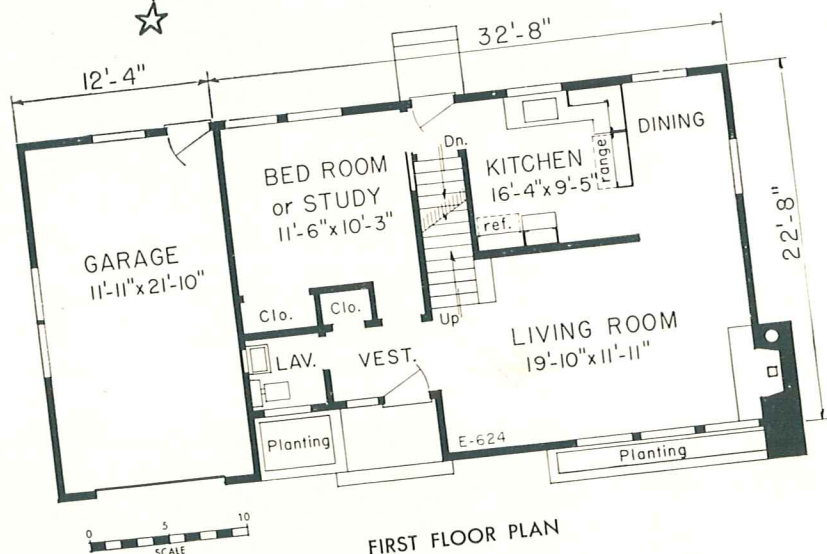 32'-8"
12'-4"
DINING
Dn.
KITCHEN
16'-4"x9'-5"
range
BED ROOM
or STUDY
11'-6"x10'-3"
ref.
22'-8"
GARAGE
11'-11"x21'-10"
Clo.
Clo.
Up
LIVING ROOM
19'-10"x11'-11"
LAV.
VEST.
E-624
Planting
Planting
0 5 10
SCALE
FIRST FLOOR PLAN